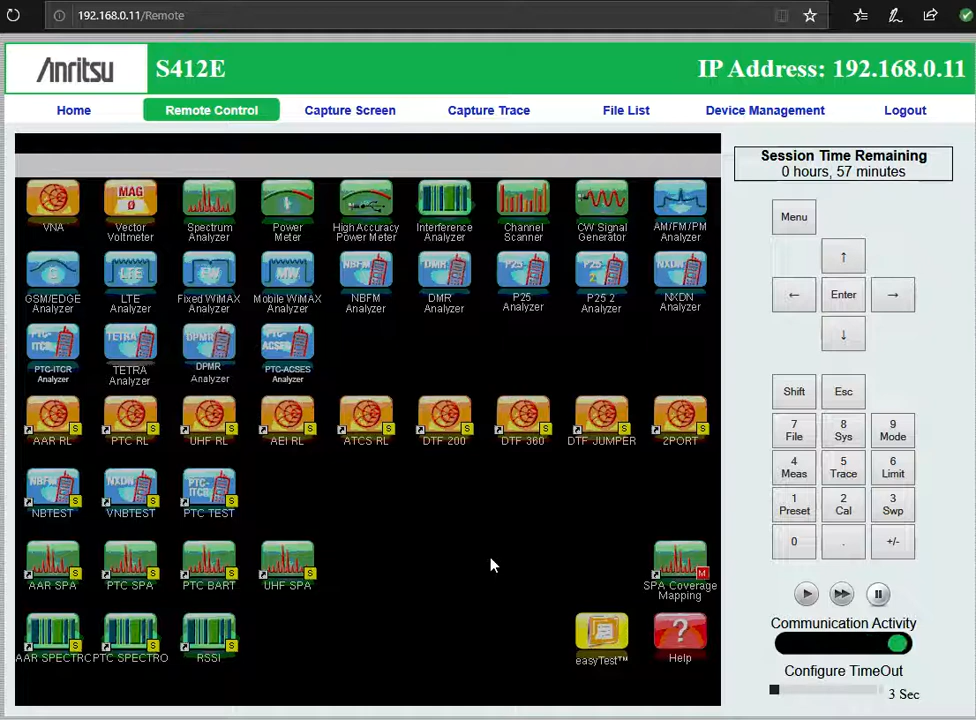 192.168.0.11/Remote
Anritsu
S412E
IP Address: 192.168.0.11
Home
Remote Control
Capture Screen
Capture Trace
File List
Device Management
Logout
Session Time Remaining
0 hours, 57 minutes
MAG
Ø
VNA
Vector
Voltmeter
Spectrum
Analyzer
Power
Meter
High Accuracy
Power Meter
Interference
Analyzer
Channel
Scanner
CW Signal
Generator
AM/FM/PM
Analyzer
LTE
FW
MW
NBFM
DMR
P25
P25
2
NXDN
GSM/EDGE
Analyzer
LTE
Analyzer
Fixed WiMAX
Analyzer
Mobile WiMAX
Analyzer
NBFM
Analyzer
DMR
Analyzer
P25
Analyzer
P25 2
Analyzer
NXDN
Analyzer
PTC-
ITCR
TETRA
DPMR
PTC-
ACSES
PTC-ITCR
Analyzer
TETRA
Analyzer
DPMR
Analyzer
PTC-ACSES
Analyzer
S
S
S
S
S
S
S
S
S
AAR RL
PTC RL
UHF RL
AEI RL
ATCS RL
DTF 200
DTF 360
DTF JUMPER
2PORT
NBFM
NXDN
PTC-
ITCR
S
S
S
NBTEST
VNBTEST
PTC TEST
S
S
S
S
M
AAR SPA
PTC SPA
PTC BART
UHF SPA
SPA Coverage
Mapping
S
S
S
?
AAR SPECTRO
PTC SPECTRO
RSSI
easyTest™
Help
Menu
↑
←
Enter
→
↓
Shift
Esc
7
File
8
Sys
9
Mode
4
Meas
5
Trace
6
Limit
1
Preset
2
Cal
3
Swp
0
.
+/-
Communication Activity
Configure TimeOut
3 Sec